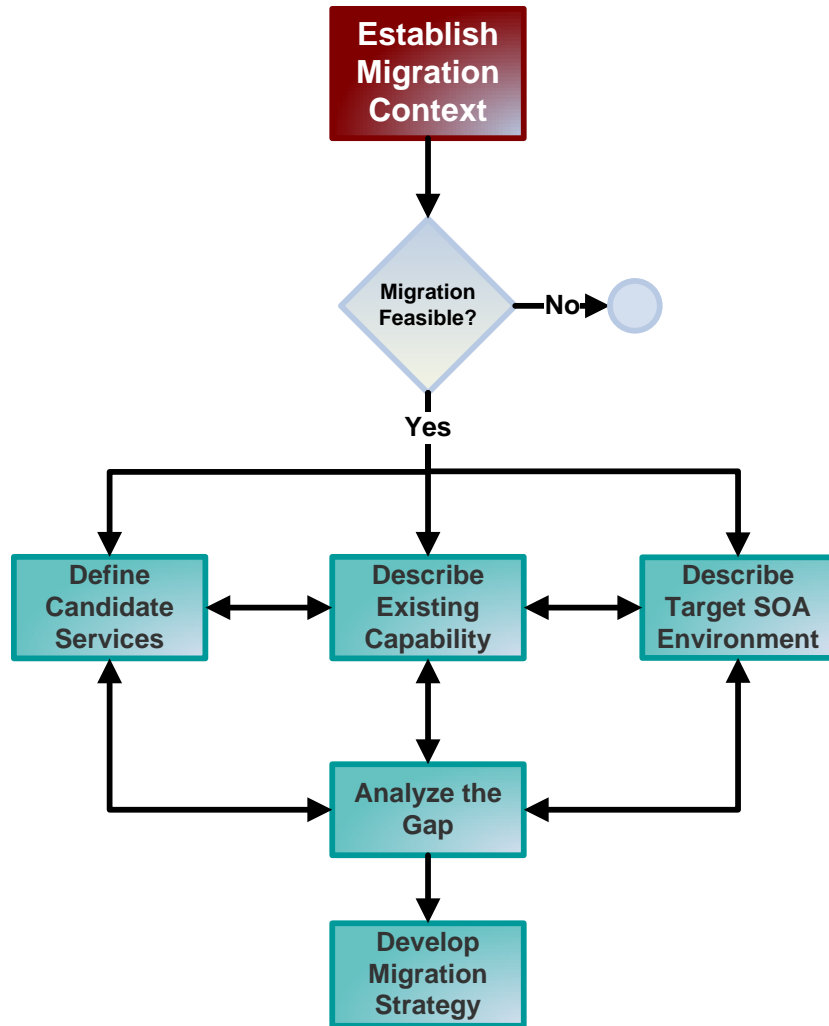 Establish
Migration
Context
Migration
Feasible?
No
Yes
Define
Candidate
Services
Describe
Existing
Capability
Describe
Target SOA
Environment
Analyze the
Gap
Develop
Migration
Strategy